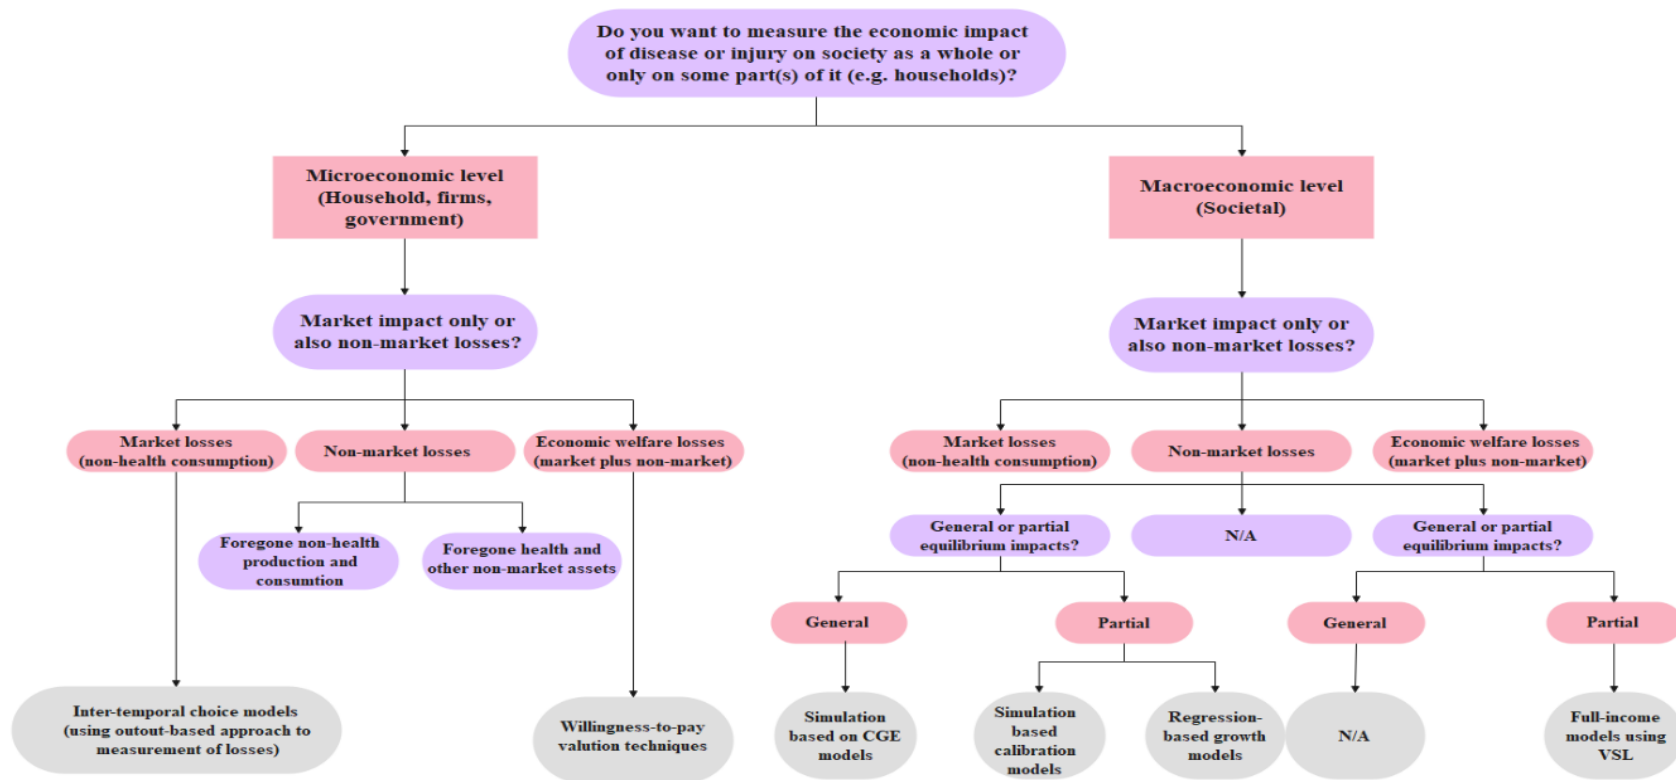 Do you want to measure the economic impact
of disease or injury on society as a whole or
only on some part(s) of it (e.g. households)?
Microeconomic level
(Household, firms,
government)
Macroeconomic level
(Societal)
Market impact only or
also non-market losses?
Market impact only or
also non-market losses?
Market losses
(non-health consumption)
Non-market losses
Economic welfare losses
(market plus non-market)
Market losses
(non-health consumption)
Non-market losses
Economic welfare losses
(market plus non-market)
Foregone non-health
production and
consumtion
Foregone health and
other non-market assets
General or partial
equilibrium impacts?
N/A
General or partial
equilibrium impacts?
General
Partial
General
Partial
Inter-temporal choice models
(using outout-based approach to
measurement of losses)
Willingness-to-pay
valution techniques
Simulation
based on CGE
models
Simulation
based
calibration
models
Regression-
based growth
models
N/A
Full-income
models using
VSL